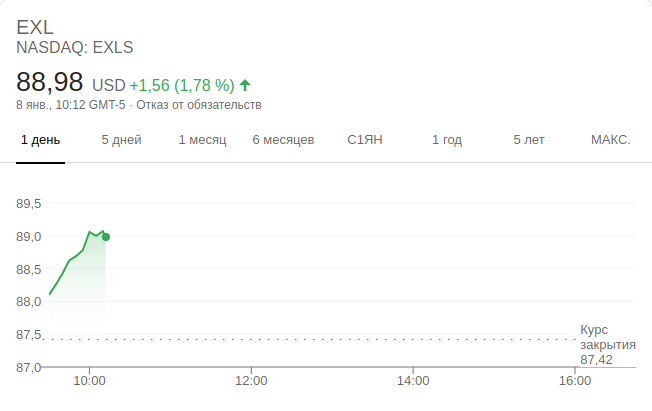 EXL
NASDAQ: EXLS
88,98 USD +1,56 (1,78 %)
8 янв., 10:12 GMT-5 · Отказ от обязательств
1 день 5 дней 1 месяц 6 месяцев С1ЯН 1 год 5 лет МАКС.
89,5
89,0
88,5
88,0
87,5
87,0
Курс
закрытия
87,42
10:00 12:00 14:00 16:00